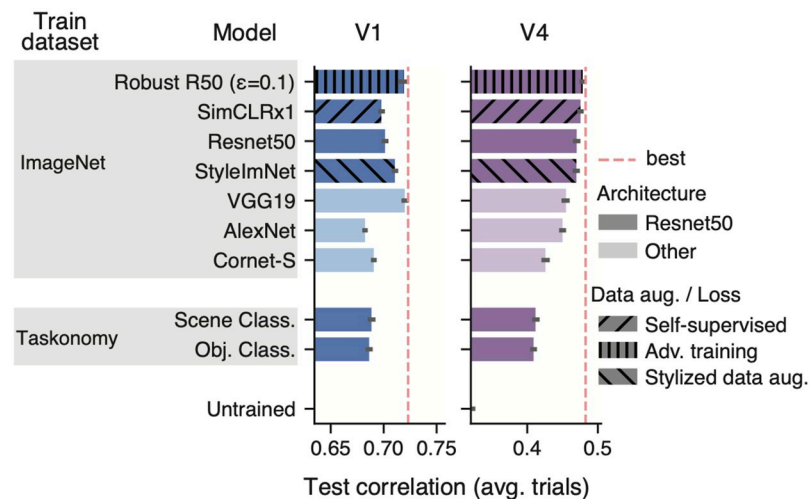 Train dataset
Model
V1
V4
ImageNet
Robust R50 (ε=0.1)
SimCLRx1
Resnet50
StyleImNet
VGG19
AlexNet
Cornet-S
Taskonomy
Scene Class.
Obj. Class.
Untrained
0.65 0.70 0.75
0.4 0.5
Test correlation (avg. trials)
best
Architecture
Resnet50
Other
Data aug. / Loss
Self-supervised
Adv. training
Stylized data aug.